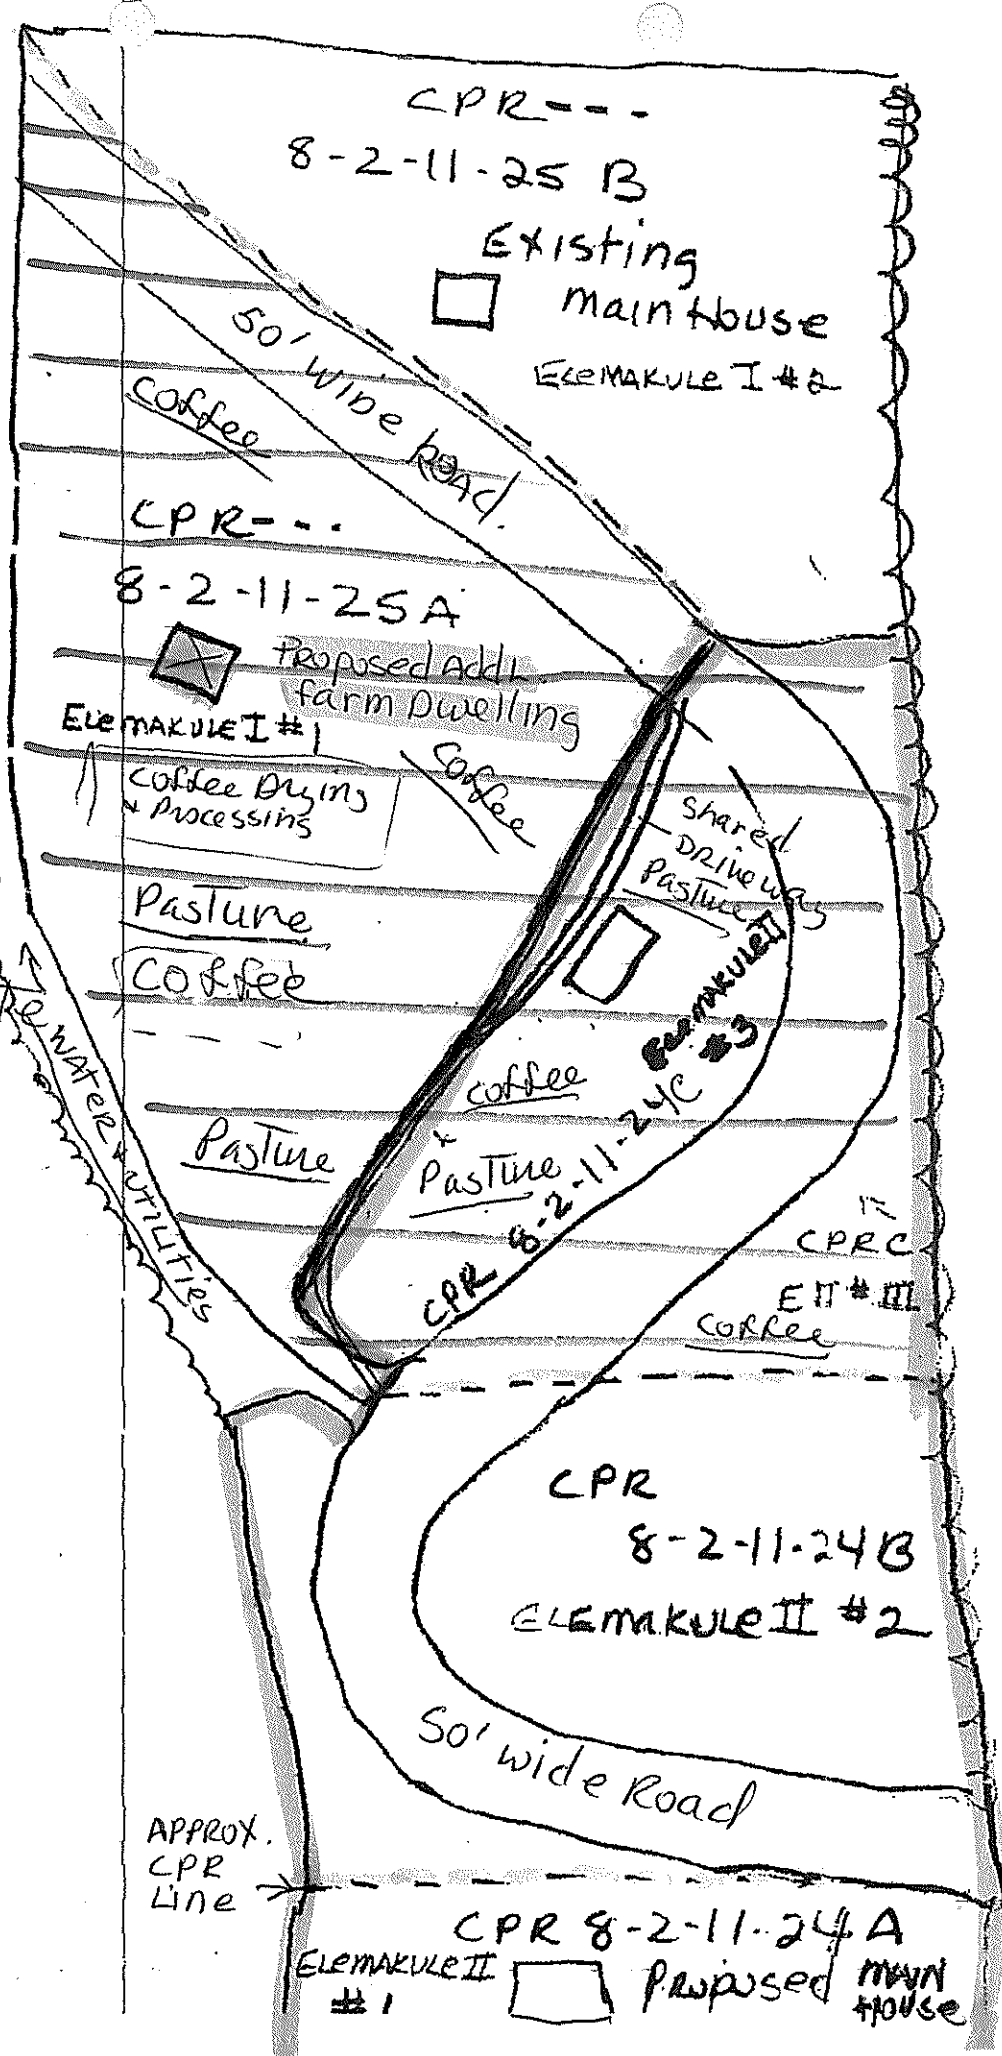 CPR---
8-2-11-25 B
Existing
Main House
ELEMAKULE I #2
50' WIDE ROAD.
Coffee
CPR---
8-2-11-25A
Proposed Addl.
farm Dwelling
ELEMAKULE I #1
Coffee Drying
+ Processing
Coffee
Shared
DRIVEWAY
Pasture
Pasture
Coffee
ELEMAKULE II
#3
WATER & UTILITIES
coffee
+
Pasture
Pasture
CPR 8-2-11-24C
CPR C
E II # III
Coffee
CPR
8-2-11-24B
ELEMAKULE II #2
50' wide Road
APPROX.
CPR
Line
CPR 8-2-11-24A
ELEMAKULE II
#1
Proposed MAIN
HOUSE